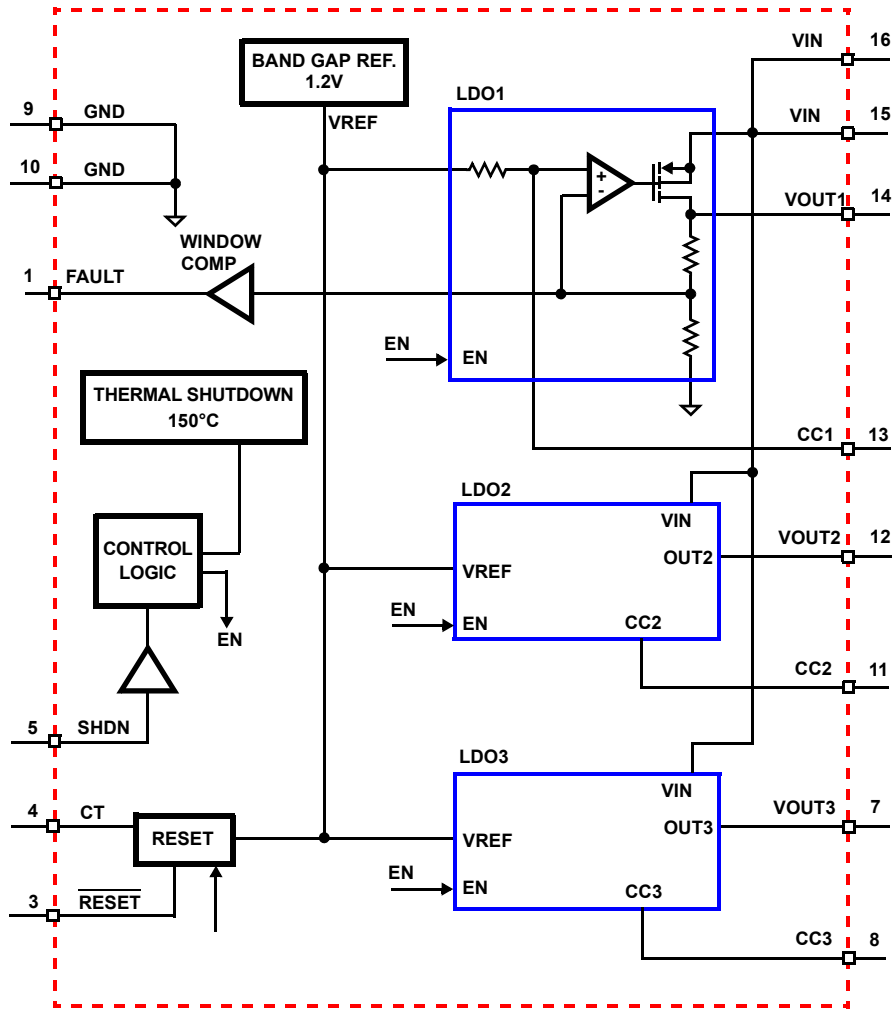 VIN 16
BAND GAP REF.
1.2V
LDO1
9 GND
VREF
VIN 15
10 GND
+
-
VOUT1 14
WINDOW
COMP
1 FAULT
EN
EN
THERMAL SHUTDOWN
150°C
CC1 13
LDO2
VIN
CONTROL
LOGIC
VOUT2 12
OUT2
VREF
EN
EN
EN
CC2
CC2 11
5 SHDN
LDO3
VIN
4 CT
VOUT3 7
RESET
VREF
OUT3
EN
EN
CC3
3 RESET
CC3 8